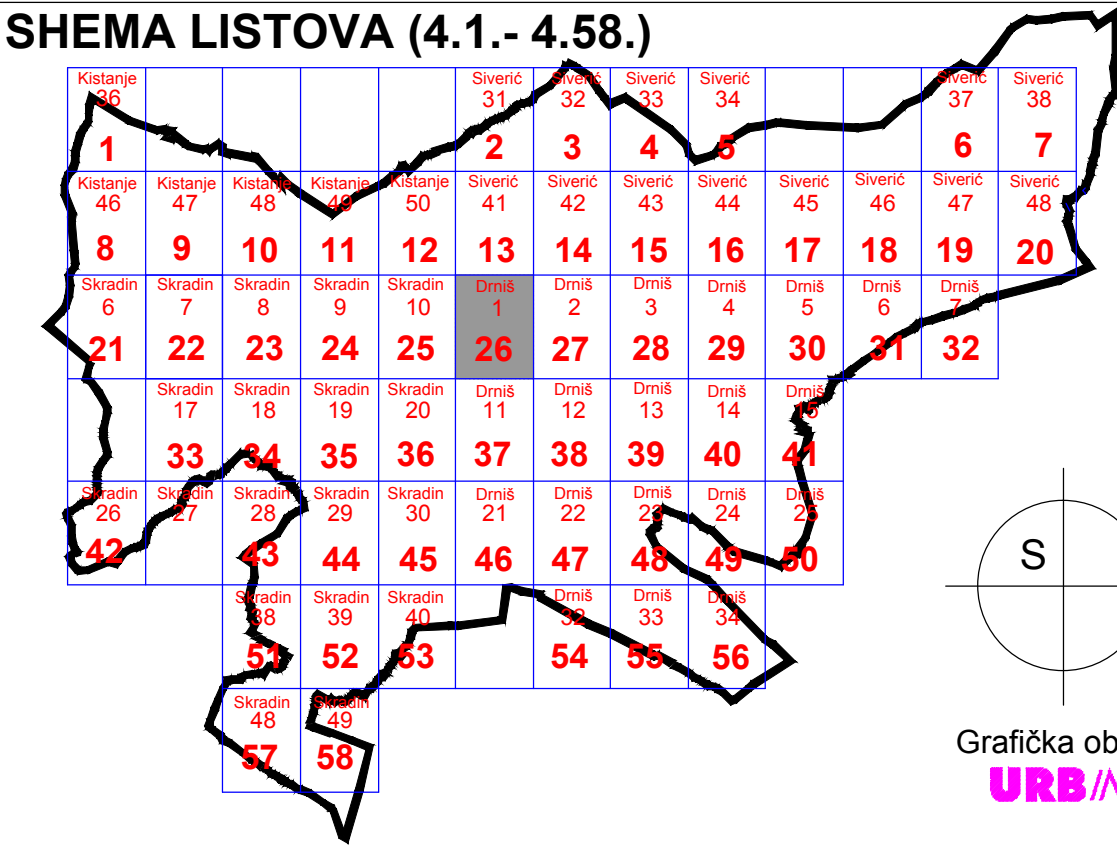 SHEMA LISTOVA (4.1.- 4.58.)
Kistanje Siverić Siverić Siverić Siverić Siverić Siverić
36 31 32 33 34 37 38
1 2 3 4 5 6 7
Kistanje Kistanje Kistanje Kistanje Kistanje Siverić Siverić Siverić Siverić Siverić Siverić Siverić Siverić
46 47 48 49 50 41 42 43 44 45 46 47 48
8 9 10 11 12 13 14 15 16 17 18 19 20
Skradin Skradin Skradin Skradin Skradin Drniš Drniš Drniš Drniš Drniš Drniš Drniš
6 7 8 9 10 1 2 3 4 5 6 7
21 22 23 24 25 26 27 28 29 30 31 32
Skradin Skradin Skradin Skradin Drniš Drniš Drniš Drniš Drniš
17 18 19 20 11 12 13 14 15
33 34 35 36 37 38 39 40 41
Skradin Skradin Skradin Skradin Skradin Drniš Drniš Drniš Drniš Drniš
26 27 28 29 30 21 22 23 24 25
42 43 44 45 46 47 48 49 50
S
Skradin Skradin Skradin Drniš Drniš Drniš
38 39 40 32 33 34
51 52 53 54 55 56
Skradin Skradin
48 49
57 58
Grafička ob
URB